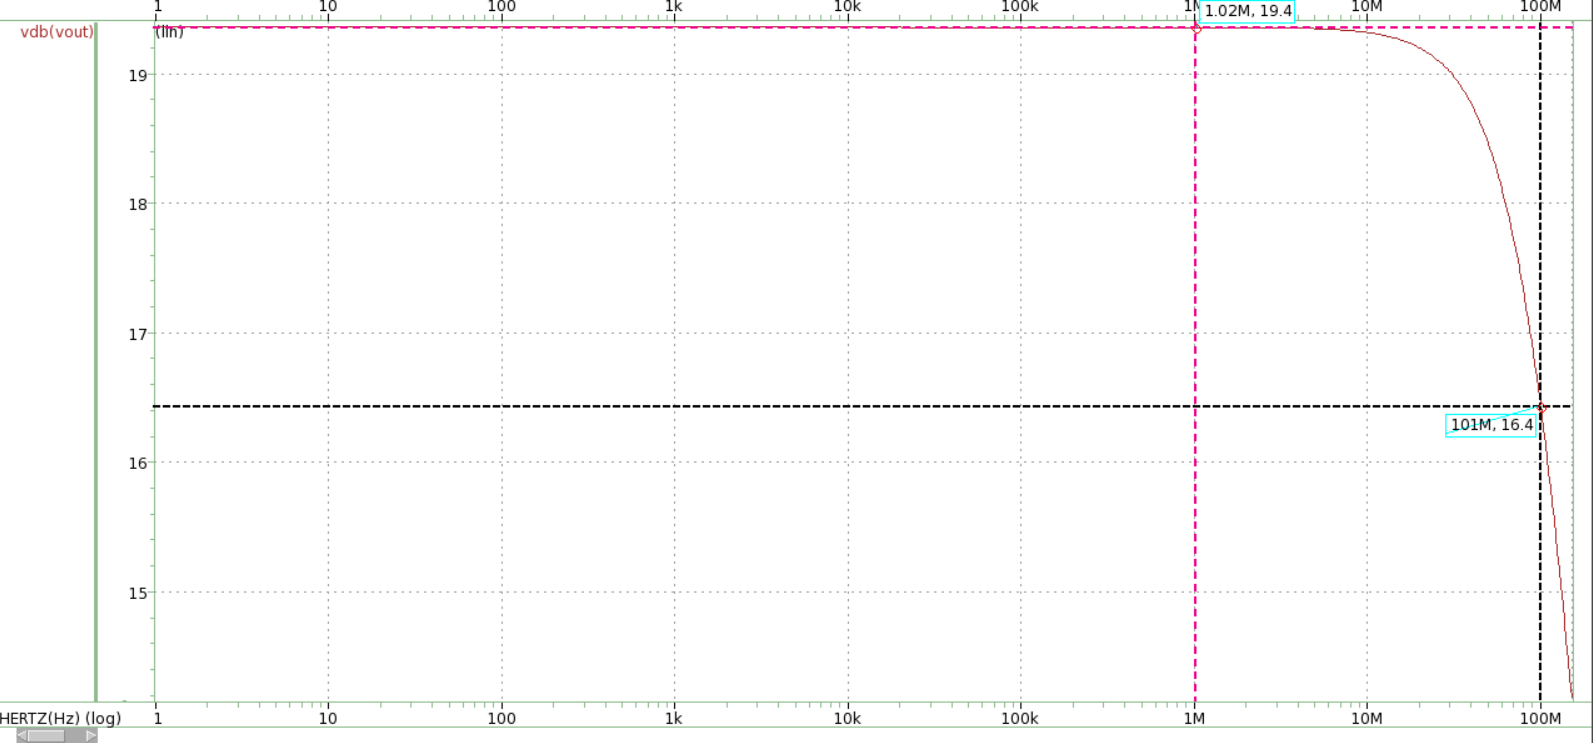 1 10 100 1k 10k 100k 1M 10M 100M
1.02M, 19.4
vdb(vout) (lin)
19
18
17
101M, 16.4
16
15
HERTZ(Hz) (log) 1 10 100 1k 10k 100k 1M 10M 100M